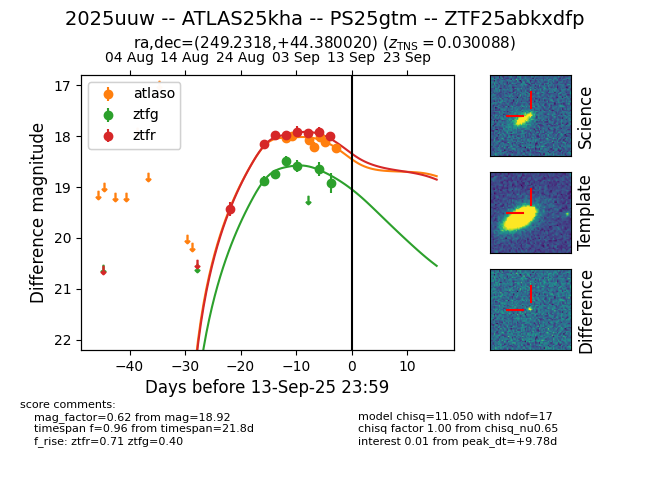 2025uuw -- ATLAS25kha -- PS25gtm -- ZTF25abkxdfp
ra,dec=(249.2318,+44.380020) (zTNS = 0.030088)
04 Aug 14 Aug 24 Aug 03 Sep 13 Sep 23 Sep
atlaso
ztfg
ztfr
17
18
19
20
21
22
Difference magnitude
−40 −30 −20 −10 0 10
Days before 13-Sep-25 23:59
Science
Template
Difference
score comments:
mag_factor=0.62 from mag=18.92
timespan f=0.96 from timespan=21.8d
f_rise: ztfr=0.71 ztfg=0.40
model chisq=11.050 with ndof=17
chisq factor 1.00 from chisq_nu0.65
interest 0.01 from peak_dt=+9.78d